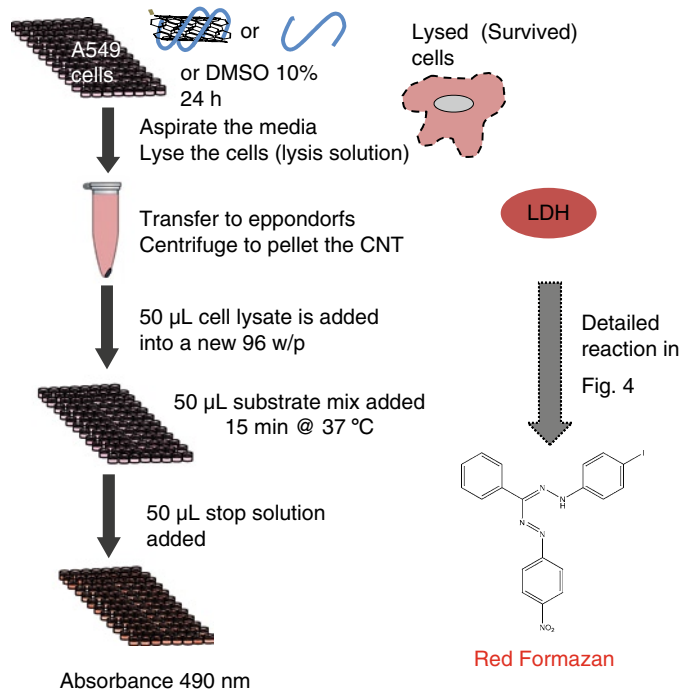 A549
cells
or
or DMSO 10%
24 h
Aspirate the media
Lyse the cells (lysis solution)
Transfer to eppondorfs
Centrifuge to pellet the CNT
50 µL cell lysate is added
into a new 96 w/p
50 µL substrate mix added
15 min @ 37 ºC
50 µL stop solution
added
Absorbance 490 nm
Lysed (Survived)
cells
LDH
Detailed
reaction in
Fig. 4
I
N
N
H
N
N
NO₂
Red Formazan